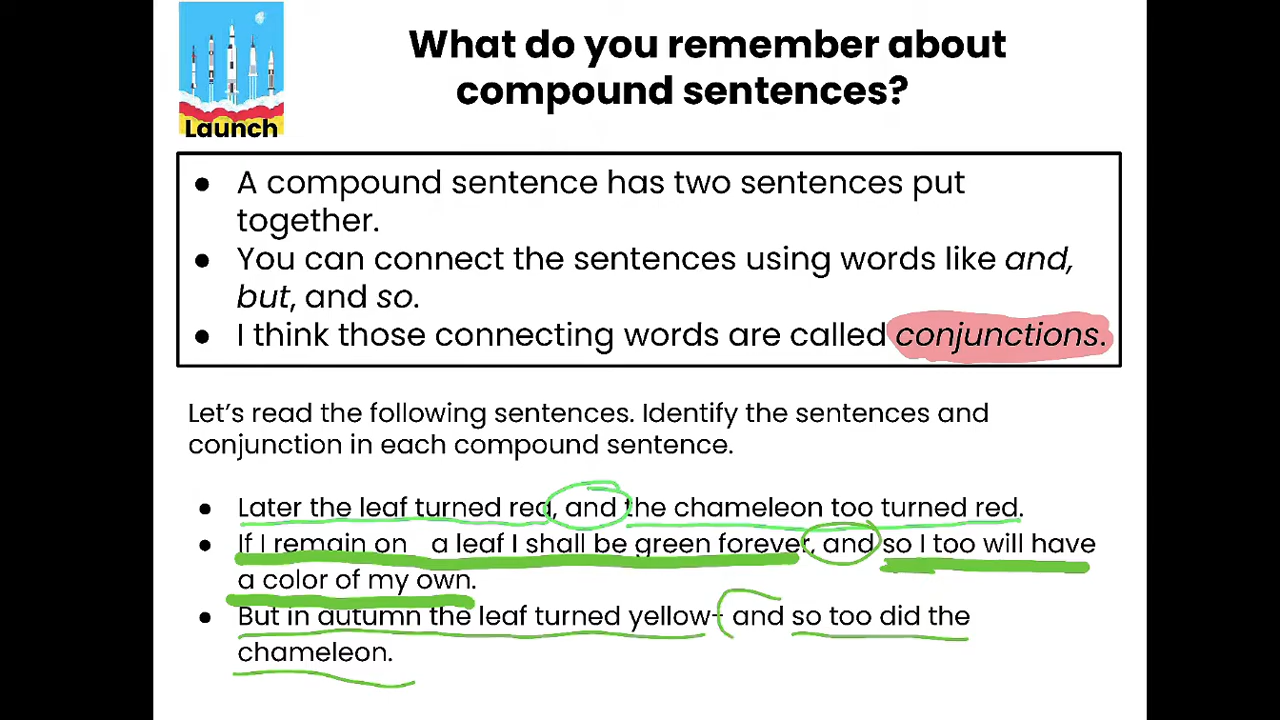 What do you remember about
compound sentences?
Launch
● A compound sentence has two sentences put
together.
● You can connect the sentences using words like and,
but, and so.
● I think those connecting words are called conjunctions.
Let's read the following sentences. Identify the sentences and
conjunction in each compound sentence.
● Later the leaf turned red, and the chameleon too turned red.
● If I remain on a leaf I shall be green forever, and so I too will have
a color of my own.
● But in autumn the leaf turned yellow- and so too did the
chameleon.